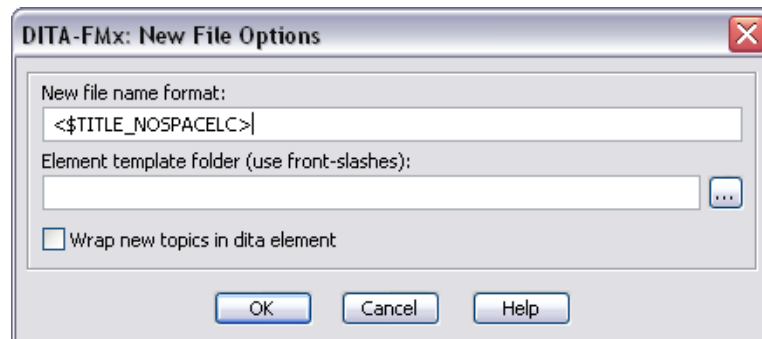 DITA-FMx: New File Options
New file name format:
<$TITLE_NOSPACELC>
Element template folder (use front-slashes):
...
Wrap new topics in dita element
OK Cancel Help